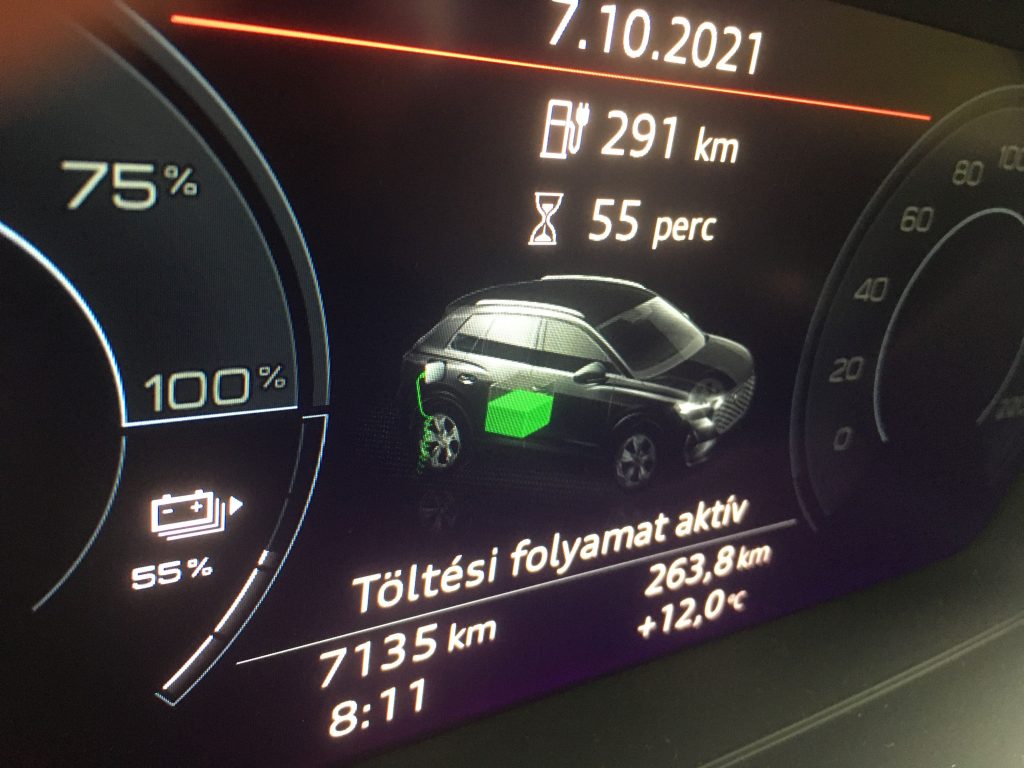 7.10.2021
291 km
55 perc
75%
100%
55%
80
60
40
20
0
Töltési folyamat aktív
7135 km
263,8 km
8:11
+12,0°C